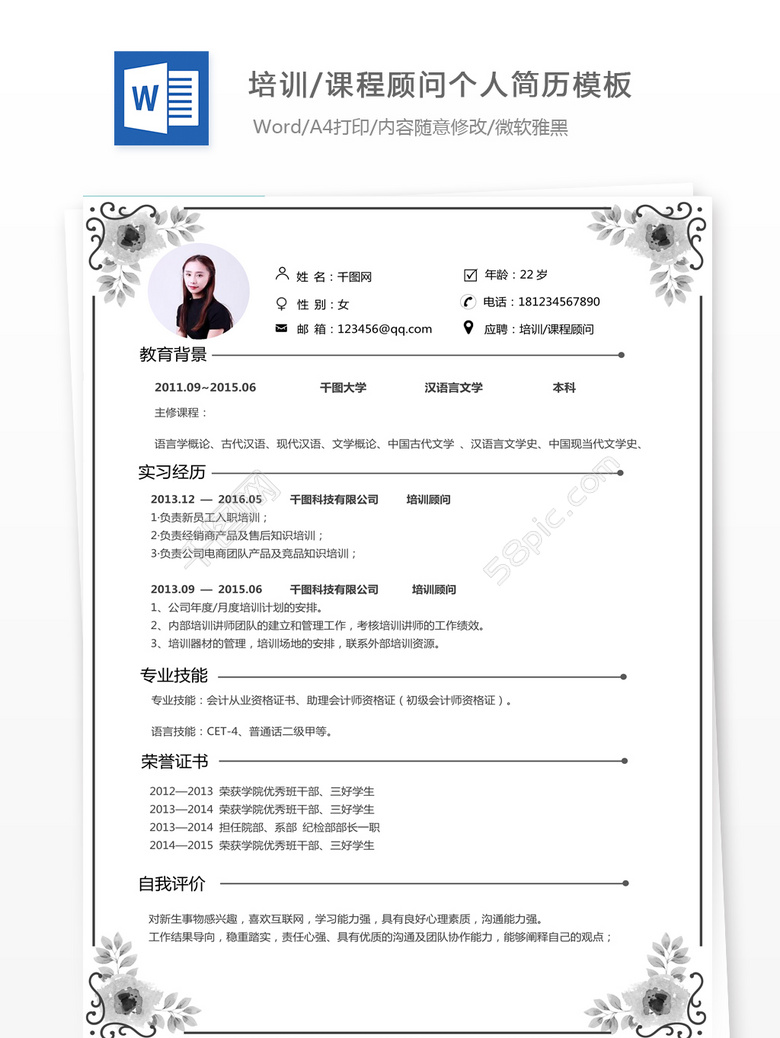 W
培训/课程顾问个人简历模板
Word/A4打印/内容随意修改/微软雅黑
姓 名：千图网
年龄：22 岁
性 别：女
电话：181234567890
邮 箱：123456@qq.com
应聘：培训/课程顾问
教育背景
2011.09~2015.06 千图大学 汉语言文学 本科
主修课程：
语言学概论、古代汉语、现代汉语、文学概论、中国古代文学 、汉语言文学史、中国现当代文学史、
实习经历
2013.12 — 2016.05 千图科技有限公司 培训顾问
1·负责新员工入职培训；
2·负责经销商产品及售后知识培训；
3·负责公司电商团队产品及竞品知识培训；
2013.09 — 2015.06 千图科技有限公司 培训顾问
1、公司年度/月度培训计划的安排。
2、内部培训讲师团队的建立和管理工作，考核培训讲师的工作绩效。
3、培训器材的管理，培训场地的安排，联系外部培训资源。
千图网
58pic.com
专业技能
专业技能：会计从业资格证书、助理会计师资格证（初级会计师资格证）。
语言技能：CET-4、普通话二级甲等。
荣誉证书
2012—2013 荣获学院优秀班干部、三好学生
2013—2014 荣获学院优秀班干部、三好学生
2013—2014 担任院部、系部 纪检部部长一职
2014—2015 荣获学院优秀班干部、三好学生
自我评价
对新生事物感兴趣，喜欢互联网，学习能力强，具有良好心理素质，沟通能力强。
工作结果导向，稳重踏实，责任心强、具有优质的沟通及团队协作能力，能够阐释自己的观点；